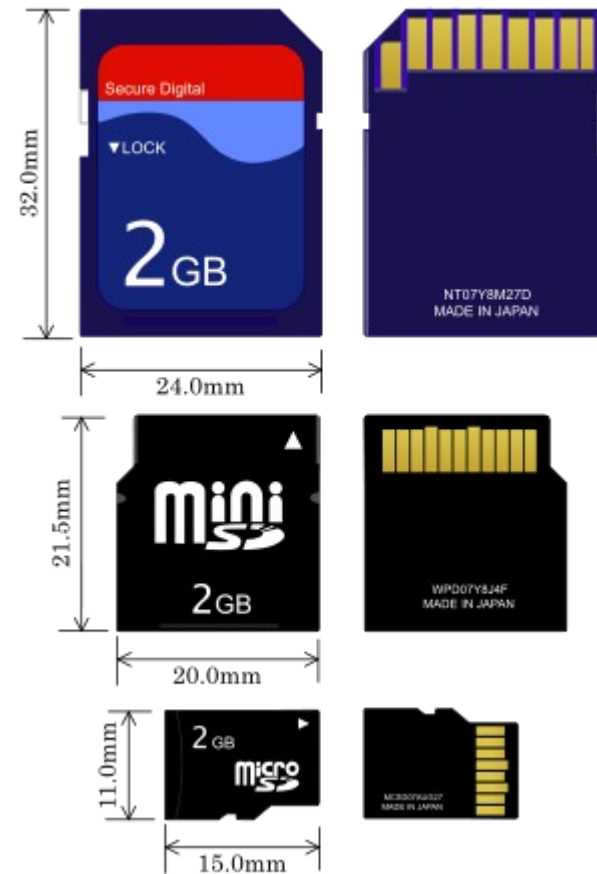 32.0mm
Secure Digital
▼LOCK
2GB
24.0mm
NT07Y8M27D
MADE IN JAPAN
21.5mm
mini
SD
2GB
20.0mm
WPD07Y8J4F
MADE IN JAPAN
11.0mm
2GB
micro
SD
15.0mm
MADE IN JAPAN